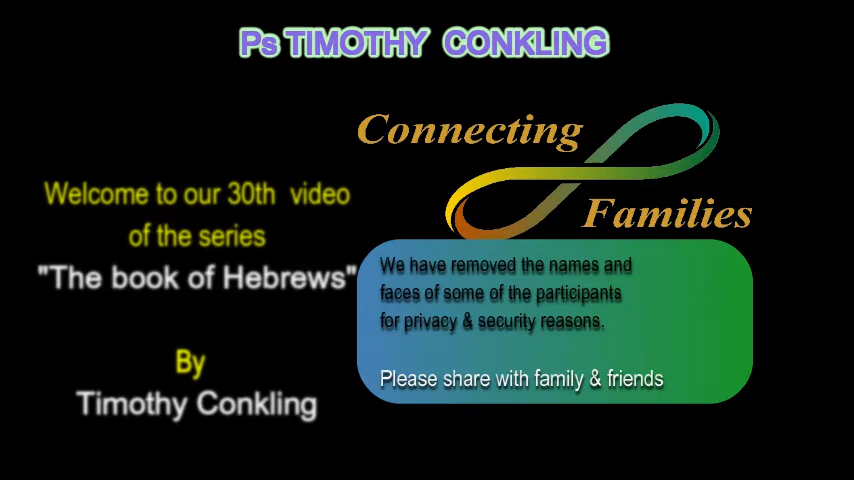 Ps TIMOTHY CONKLING
Connecting
Families
Welcome to our 30th video
of the series
"The book of Hebrews"
By
Timothy Conkling
We have removed the names and
faces of some of the participants
for privacy & security reasons.
Please share with family & friends